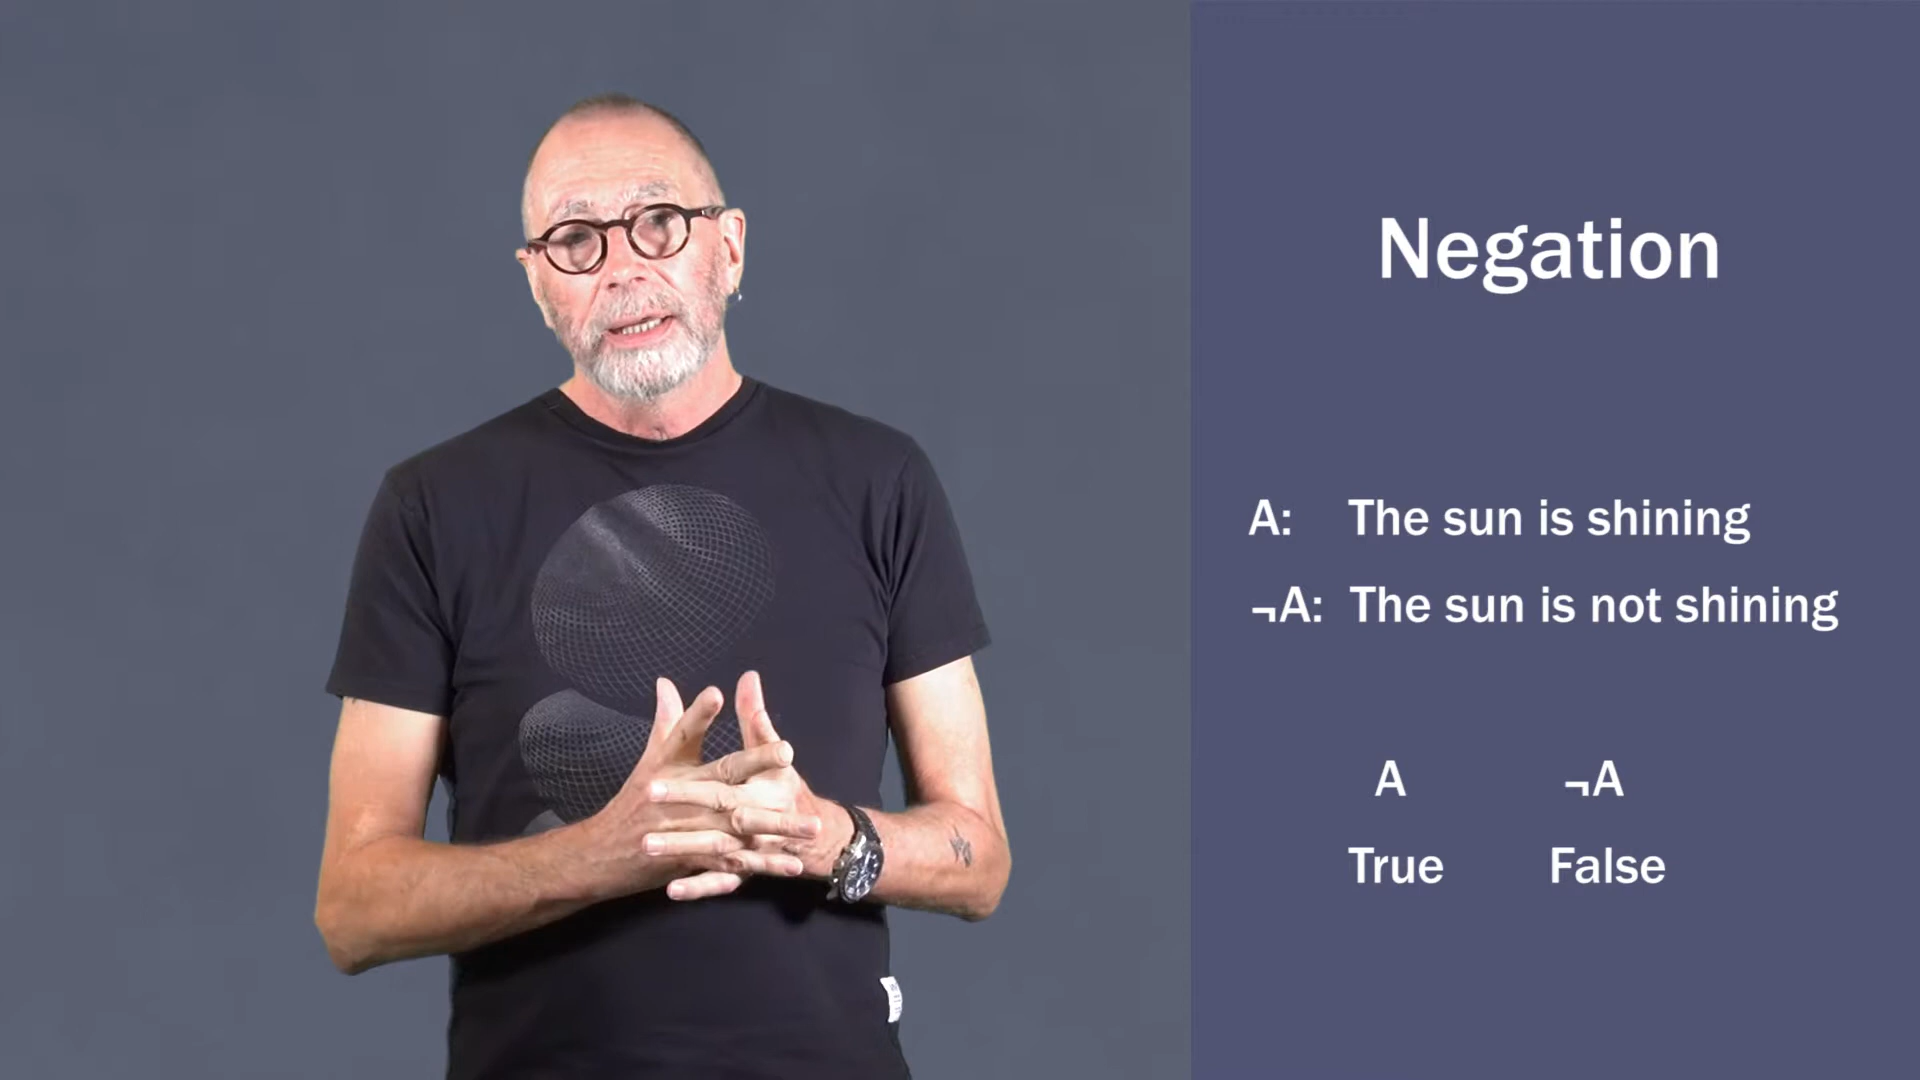 Negation
A: The sun is shining
¬A: The sun is not shining
A ¬A
True False